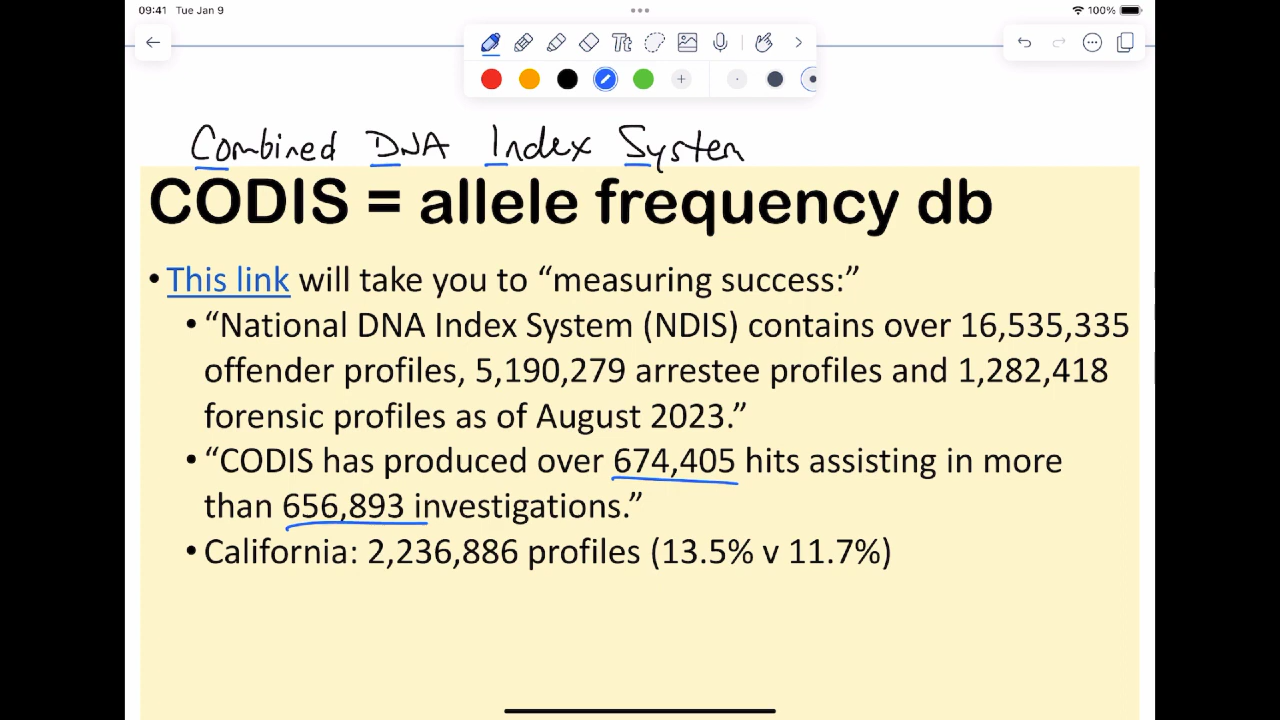 09:41 Tue Jan 9
100%
Tt
Combined DNA Index System
CODIS = allele frequency db
• This link will take you to “measuring success:”
• “National DNA Index System (NDIS) contains over 16,535,335
offender profiles, 5,190,279 arrestee profiles and 1,282,418
forensic profiles as of August 2023.”
• “CODIS has produced over 674,405 hits assisting in more
than 656,893 investigations.”
• California: 2,236,886 profiles (13.5% v 11.7%)